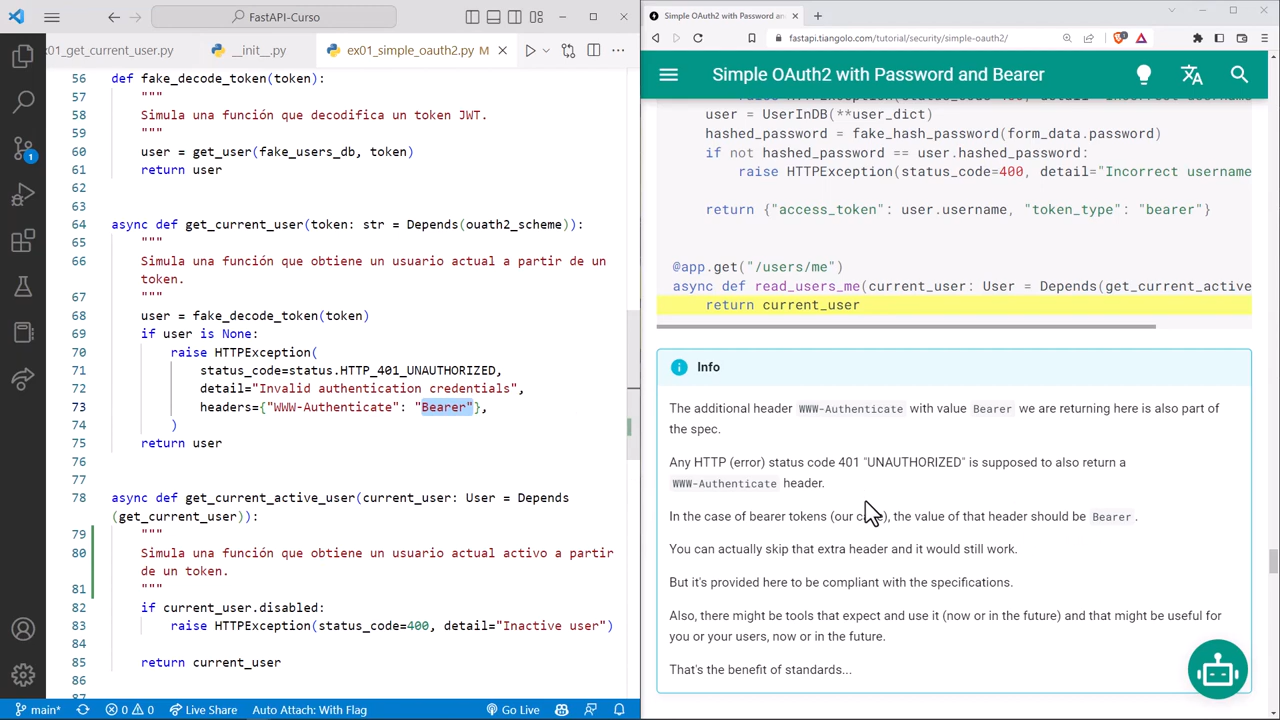 FastAPI-Curso
x01_get_current_user.py
__init_.py
ex01_simple_oauth2.py M
56 def fake_decode_token(token):
57 """
58 Simula una función que decodifica un token JWT.
59 """
60 user = get_user(fake_users_db, token)
61 return user
62
63
64 async def get_current_user(token: str = Depends(ouath2_scheme)):
65 """
66 Simula una función que obtiene un usuario actual a partir de un
token.
67 """
68 user = fake_decode_token(token)
69 if user is None:
70 raise HTTPException(
71 status_code=status.HTTP_401_UNAUTHORIZED,
72 detail="Invalid authentication credentials",
73 headers={"WWW-Authenticate": "Bearer"},
74 )
75 return user
76
77
78 async def get_current_active_user(current_user: User = Depends
(get_current_user)):
79 """
80 Simula una función que obtiene un usuario actual activo a partir
de un token.
81 """
82 if current_user.disabled:
83 raise HTTPException(status_code=400, detail="Inactive user")
84
85 return current_user
86
87
1
main*
0 0
Live Share
Auto Attach: With Flag
Go Live
Simple OAuth2 with Password an
fastapi.tiangolo.com/tutorial/security/simple-oauth2/
Simple OAuth2 with Password and Bearer
user = UserInDB(**user_dict)
hashed_password = fake_hash_password(form_data.password)
if not hashed_password == user.hashed_password:
raise HTTPException(status_code=400, detail="Incorrect username
return {"access_token": user.username, "token_type": "bearer"}
@app.get("/users/me")
async def read_users_me(current_user: User = Depends(get_current_active
return current_user
Info
The additional header WWW-Authenticate with value Bearer we are returning here is also part of
the spec.
Any HTTP (error) status code 401 "UNAUTHORIZED" is supposed to also return a
WWW-Authenticate header.
In the case of bearer tokens (our ), the value of that header should be Bearer .
You can actually skip that extra header and it would still work.
But it's provided here to be compliant with the specifications.
Also, there might be tools that expect and use it (now or in the future) and that might be useful for
you or your users, now or in the future.
That's the benefit of standards...